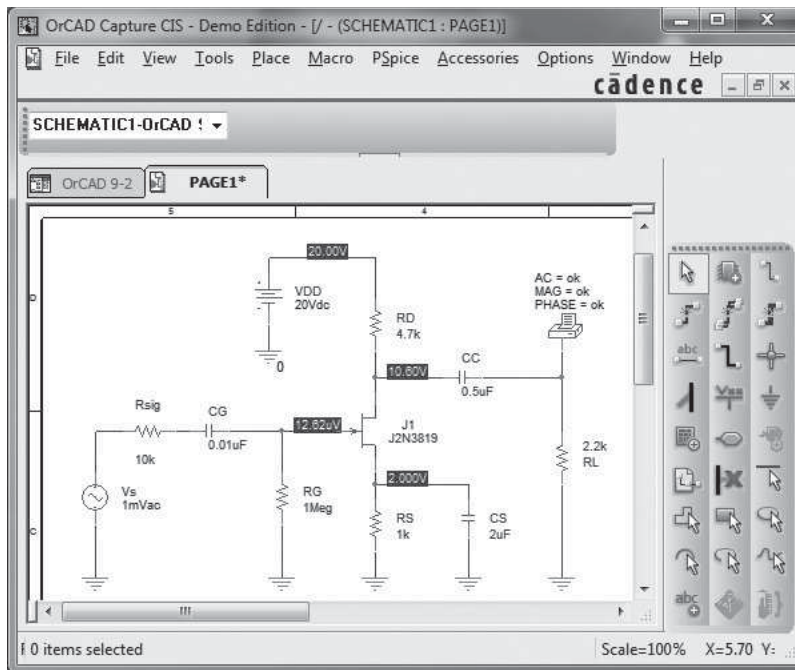 OrCAD Capture CIS - Demo Edition - [/ - (SCHEMATIC1 : PAGE1)]
File Edit View Tools Place Macro PSpice Accessories Options Window Help
cādence
SCHEMATIC1-OrCAD
OrCAD 9-2
PAGE1*
5
4
20.00V
VDD
20Vdc
0
RD
4.7k
AC = ok
MAG = ok
PHASE = ok
D
10.60V
CC
0.5uF
Rsig
10k
CG
0.01uF
12.62uV
J1
J2N3819
Vs
1mVac
RG
1Meg
2.000V
RS
1k
CS
2uF
2.2k
RL
C
abc
abc
0 items selected
Scale=100% X=5.70 Y: